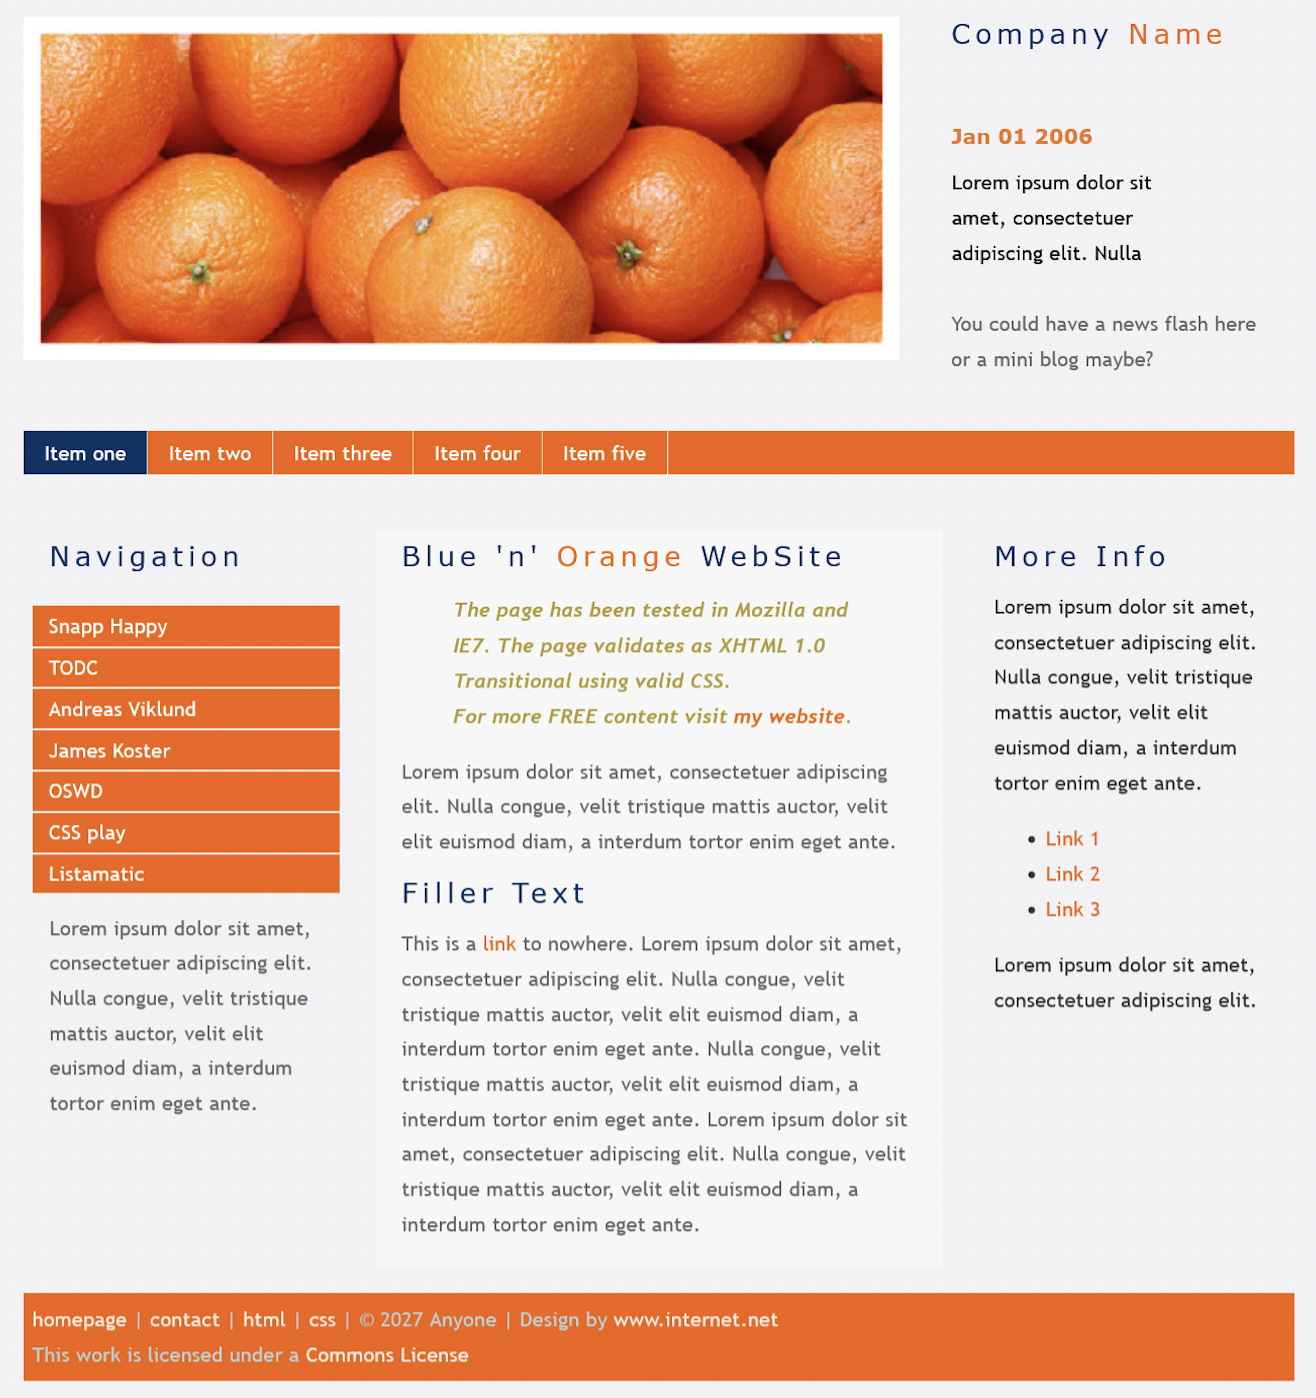 Company Name
Jan 01 2006
Lorem ipsum dolor sit
amet, consectetuer
adipiscing elit. Nulla
You could have a news flash here
or a mini blog maybe?
Item one
Item two
Item three
Item four
Item five
Navigation
Snapp Happy
TODC
Andreas Viklund
James Koster
OSWD
CSS play
Listamatic
Lorem ipsum dolor sit amet,
consectetuer adipiscing elit.
Nulla congue, velit tristique
mattis auctor, velit elit
euismod diam, a interdum
tortor enim eget ante.
Blue 'n' Orange WebSite
The page has been tested in Mozilla and
IE7. The page validates as XHTML 1.0
Transitional using valid CSS.
For more FREE content visit my website.
Lorem ipsum dolor sit amet, consectetuer adipiscing
elit. Nulla congue, velit tristique mattis auctor, velit
elit euismod diam, a interdum tortor enim eget ante.
Filler Text
This is a link to nowhere. Lorem ipsum dolor sit amet,
consectetuer adipiscing elit. Nulla congue, velit
tristique mattis auctor, velit elit euismod diam, a
interdum tortor enim eget ante. Nulla congue, velit
tristique mattis auctor, velit elit euismod diam, a
interdum tortor enim eget ante. Lorem ipsum dolor sit
amet, consectetuer adipiscing elit. Nulla congue, velit
tristique mattis auctor, velit elit euismod diam, a
interdum tortor enim eget ante.
More Info
Lorem ipsum dolor sit amet,
consectetuer adipiscing elit.
Nulla congue, velit tristique
mattis auctor, velit elit
euismod diam, a interdum
tortor enim eget ante.
• Link 1
• Link 2
• Link 3
Lorem ipsum dolor sit amet,
consectetuer adipiscing elit.
homepage | contact | html | css | © 2027 Anyone | Design by www.internet.net
This work is licensed under a Commons License